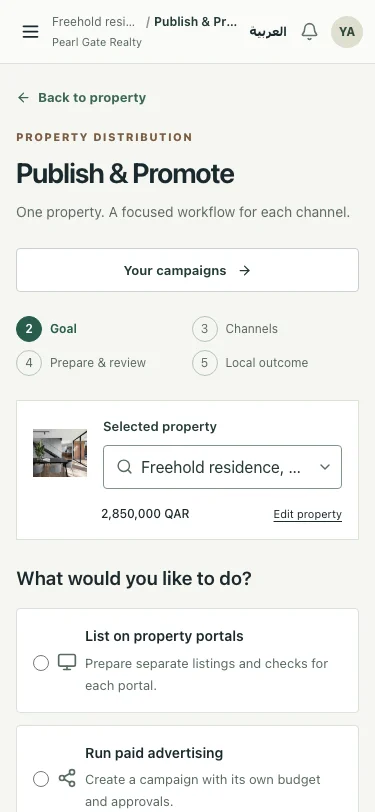 Freehold resi... / Publish & Pr...
Pearl Gate Realty
العربية
YA
Back to property
PROPERTY DISTRIBUTION
Publish & Promote
One property. A focused workflow for each channel.
Your campaigns
2 Goal
3 Channels
4 Prepare & review
5 Local outcome
Selected property
Freehold residence, ...
2,850,000 QAR
Edit property
What would you like to do?
List on property portals
Prepare separate listings and checks for
each portal.
Run paid advertising
Create a campaign with its own budget
and approvals.